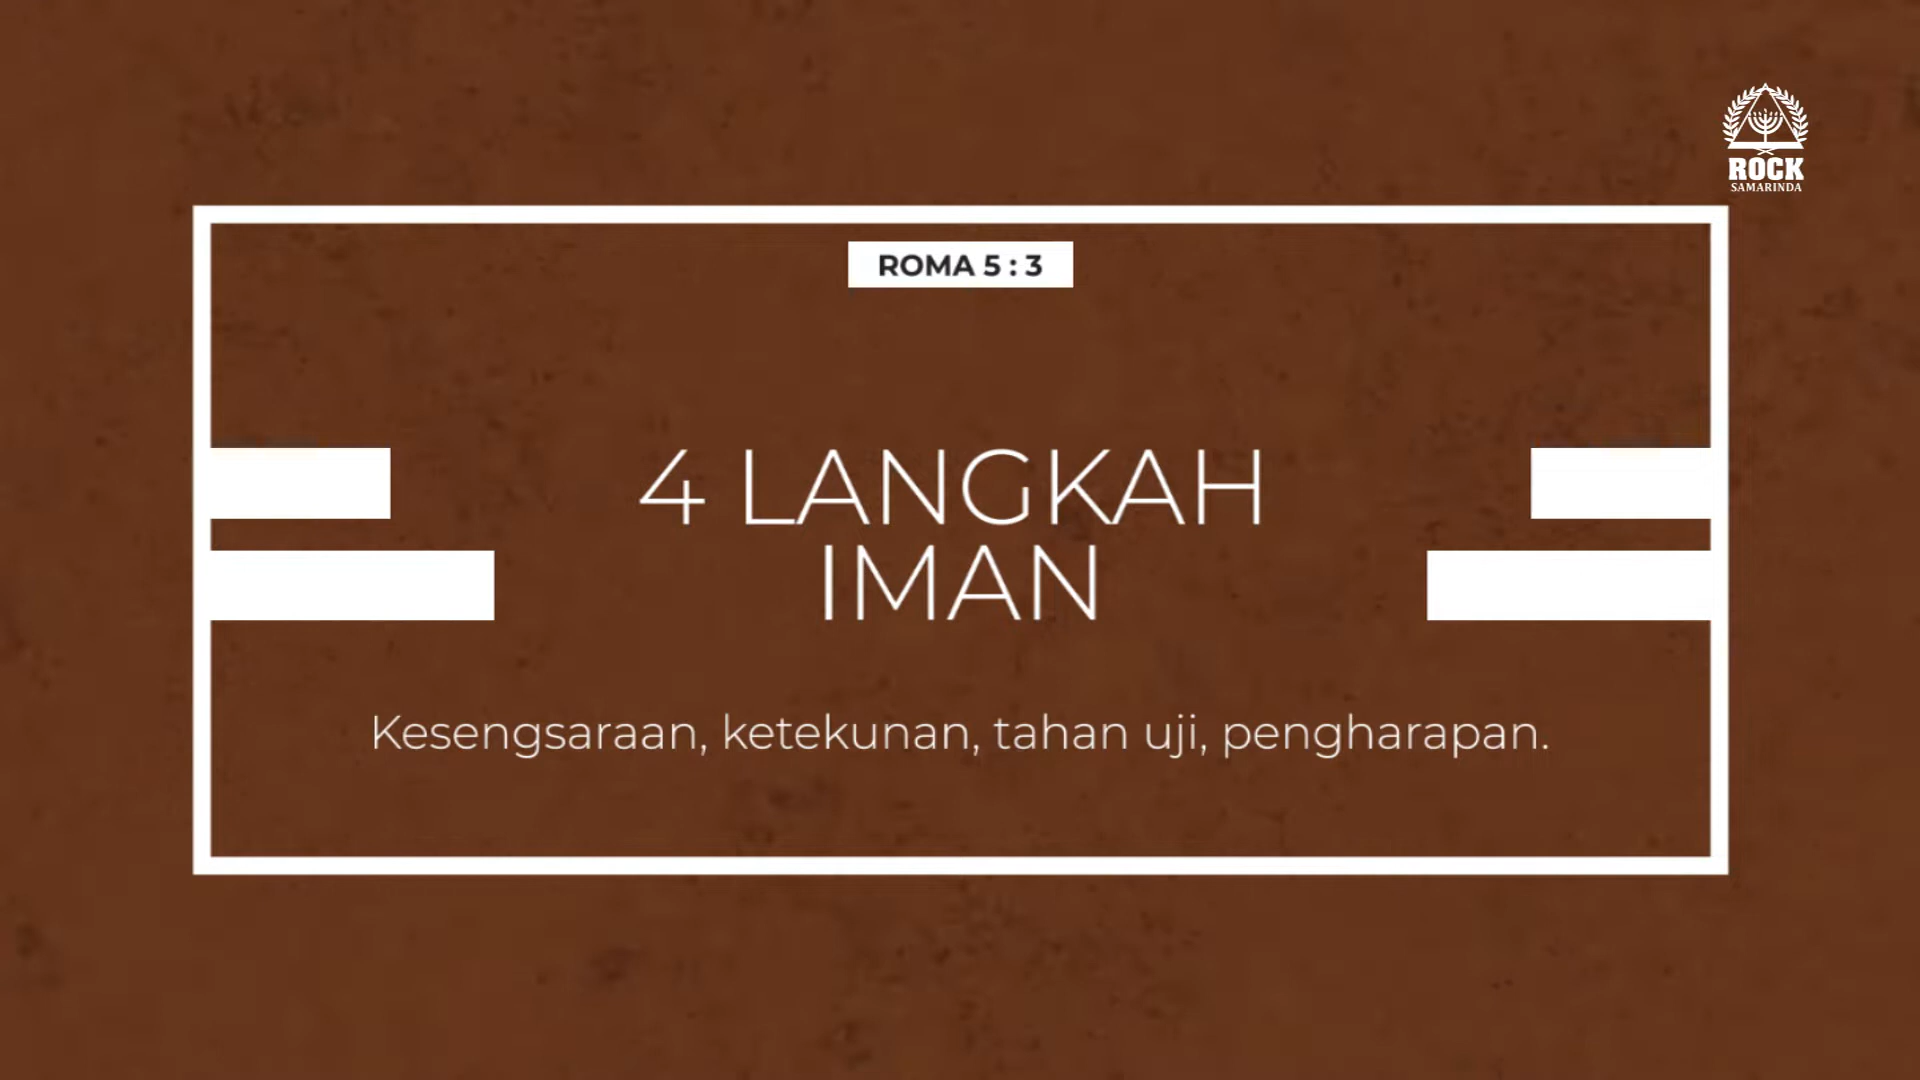 ROCK
SAMARINDA
ROMA 5 : 3
4 LANGKAH
IMAN
Kesengsaraan, ketekunan, tahan uji, pengharapan.